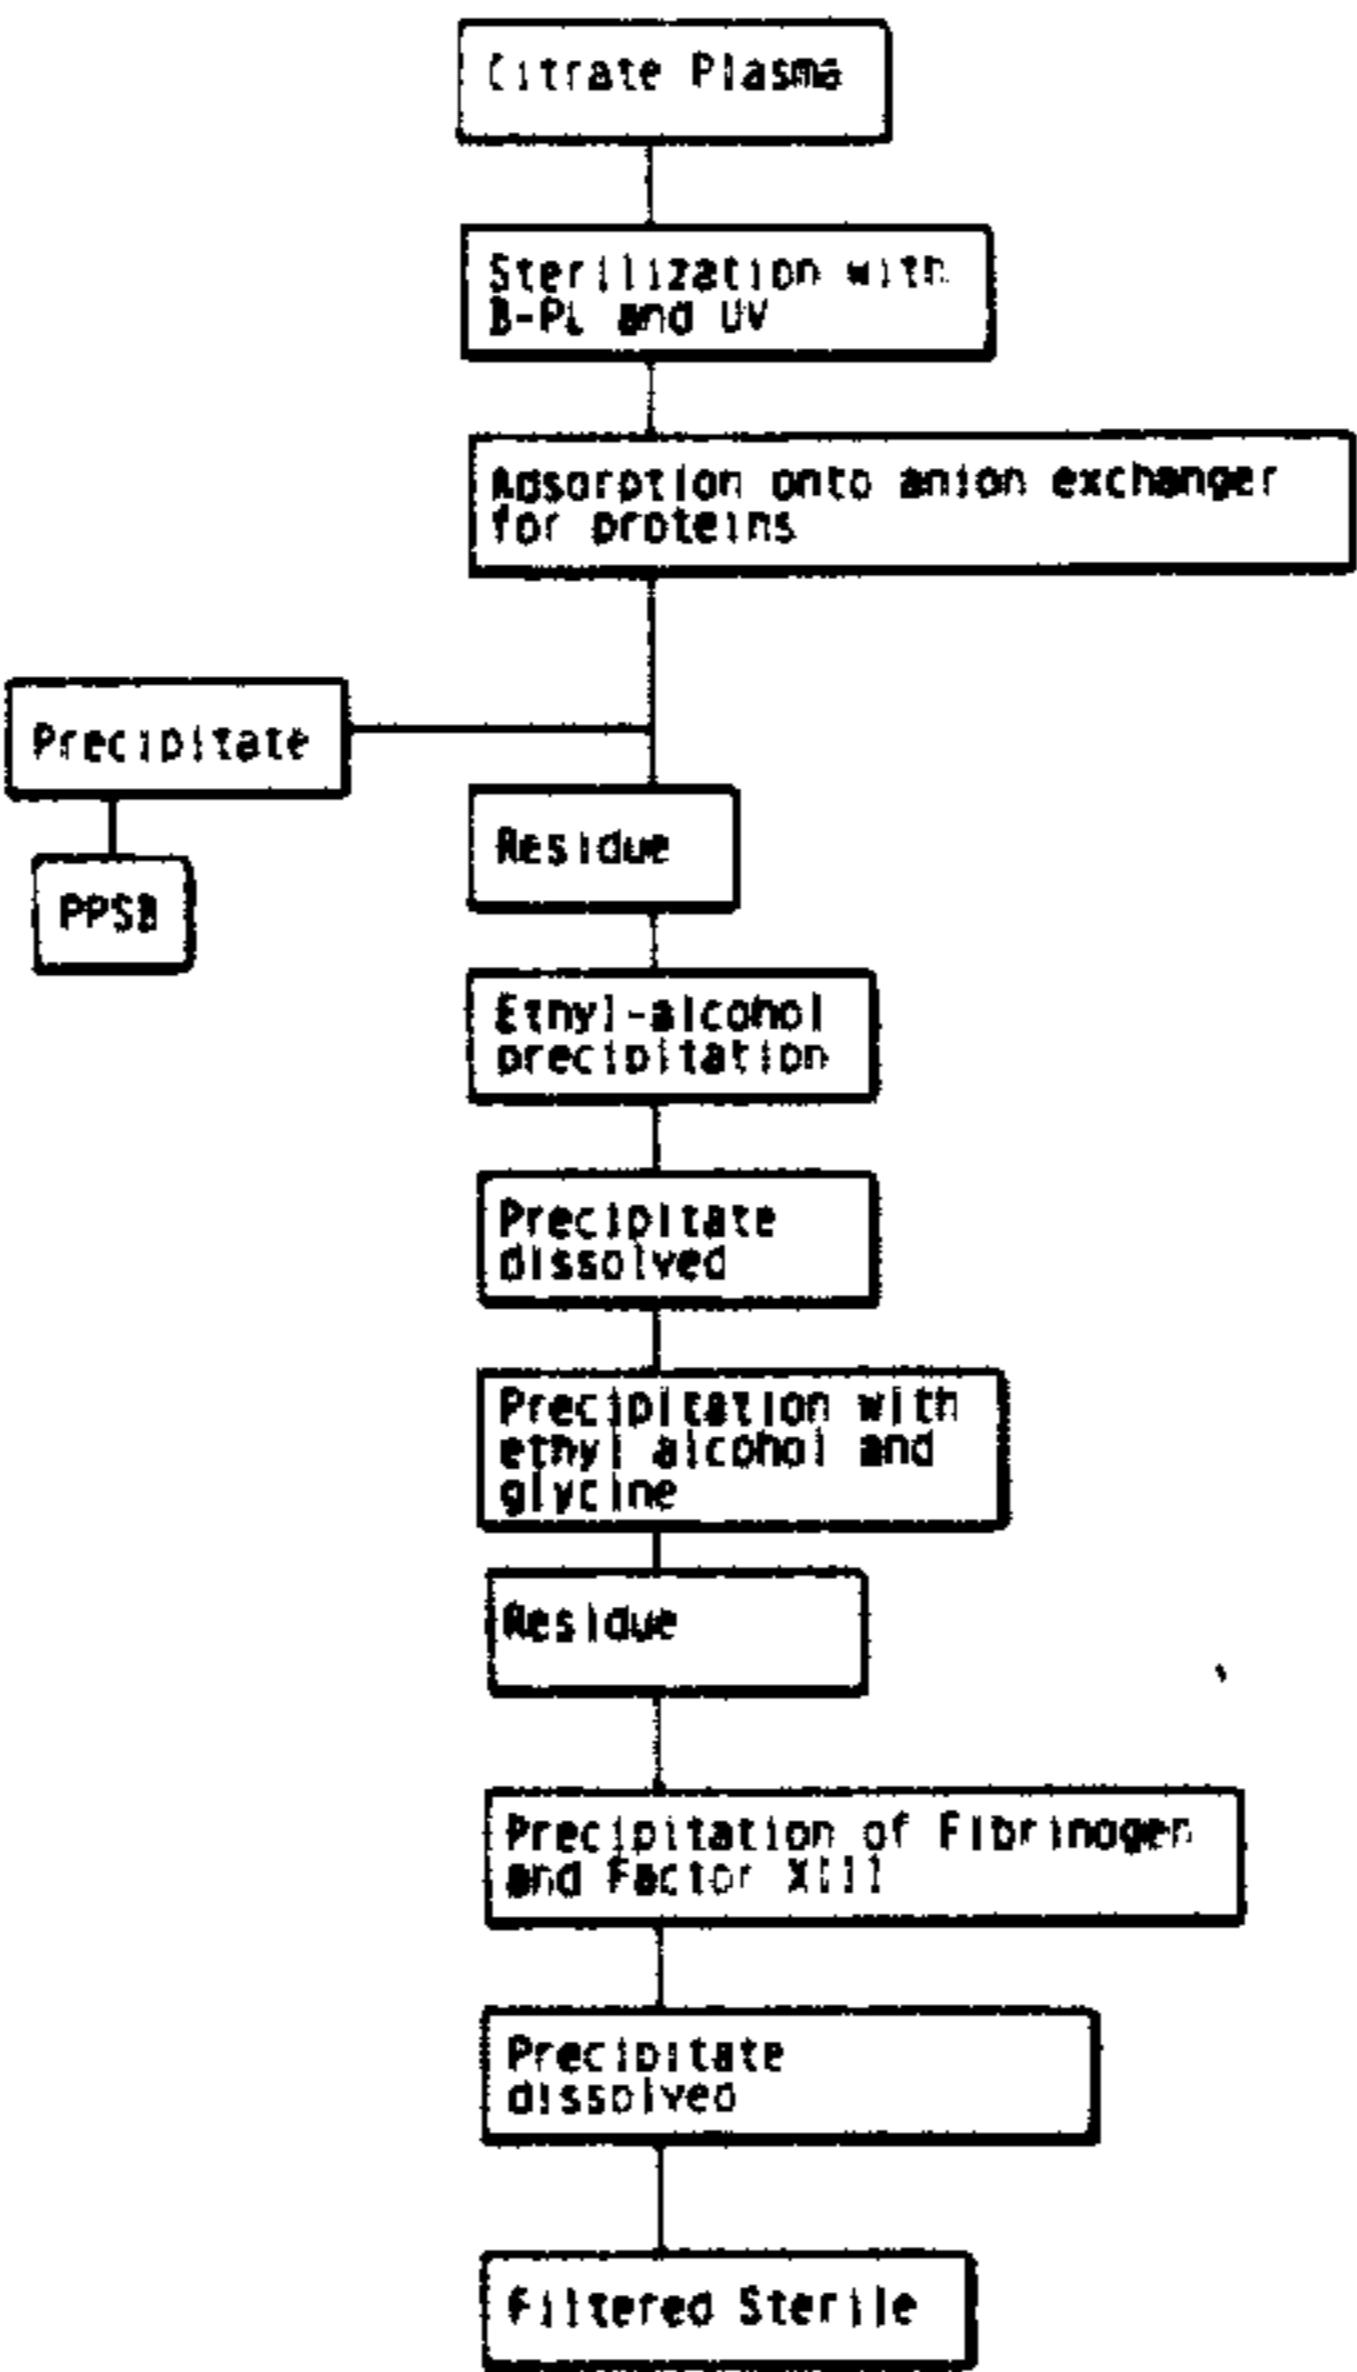 Citrate Plasma
Sterilization with
B-PL and UV
Adsorption onto anion exchanger
for proteins
Precipitate
Residue
PPSB
Ethyl-alcohol
precipitation
Precipitate
dissolved
Precipitation with
ethyl alcohol and
glycine
Residue
Precipitation of Fibrinogen
and Factor XIII
Precipitate
dissolved
Filtered Sterile